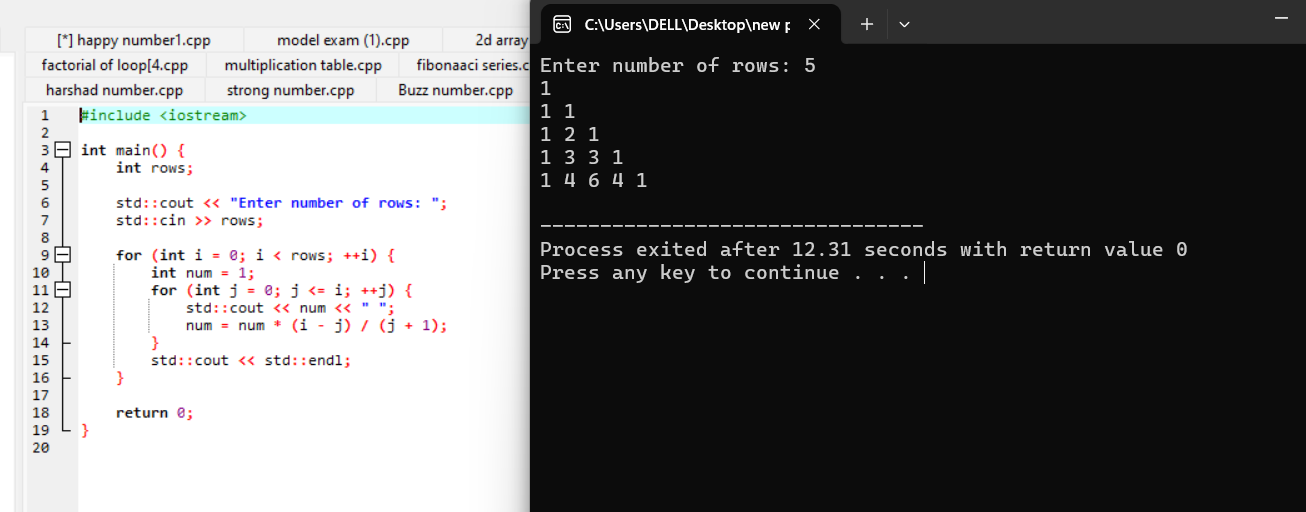 [*] happy number1.cpp model exam (1).cpp 2d array
factorial of loop[4.cpp multiplication table.cpp fibonaaci series.c
harshad number.cpp strong number.cpp Buzz number.cpp
1 #include <iostream>
2
3 int main() {
4 int rows;
5
6 std::cout << "Enter number of rows: ";
7 std::cin >> rows;
8
9 for (int i = 0; i < rows; ++i) {
10 int num = 1;
11 for (int j = 0; j <= i; ++j) {
12 std::cout << num << " ";
13 num = num * (i - j) / (j + 1);
14 }
15 std::cout << std::endl;
16 }
17
18 return 0;
19 }
20
C:\Users\DELL\Desktop\new p
Enter number of rows: 5
1
1 1
1 2 1
1 3 3 1
1 4 6 4 1
--------------------------------
Process exited after 12.31 seconds with return value 0
Press any key to continue . . .